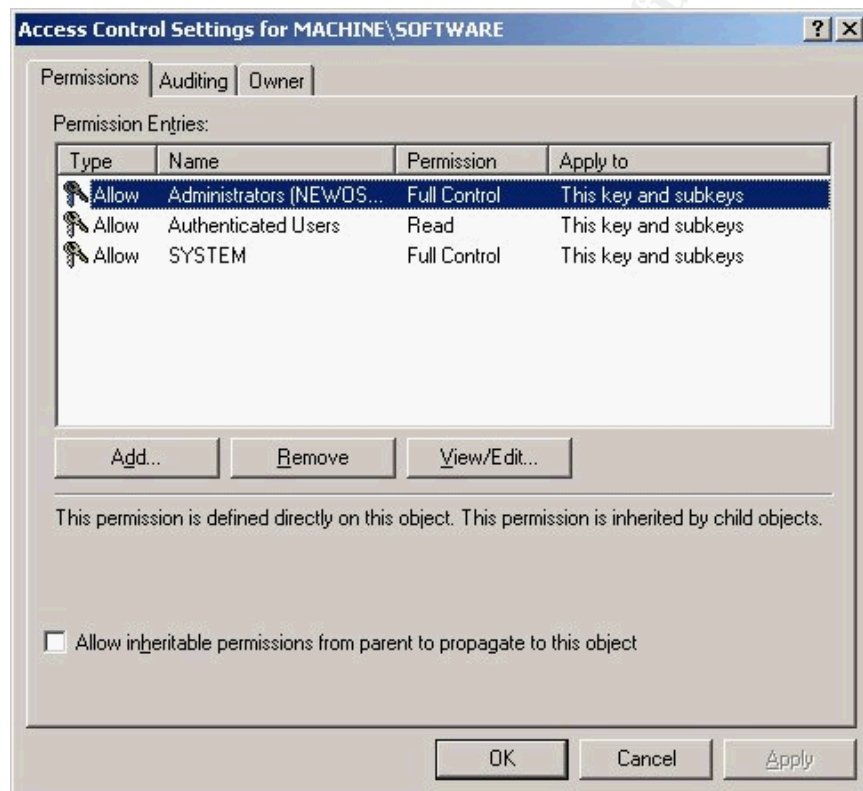 Access Control Settings for MACHINE\SOFTWARE
Permissions Auditing Owner
Permission Entries:
Type Name Permission Apply to
Allow Administrators (NEWOS... Full Control This key and subkeys
Allow Authenticated Users Read This key and subkeys
Allow SYSTEM Full Control This key and subkeys
Add... Remove View/Edit...
This permission is defined directly on this object. This permission is inherited by child objects.
Allow inheritable permissions from parent to propagate to this object
OK Cancel Apply